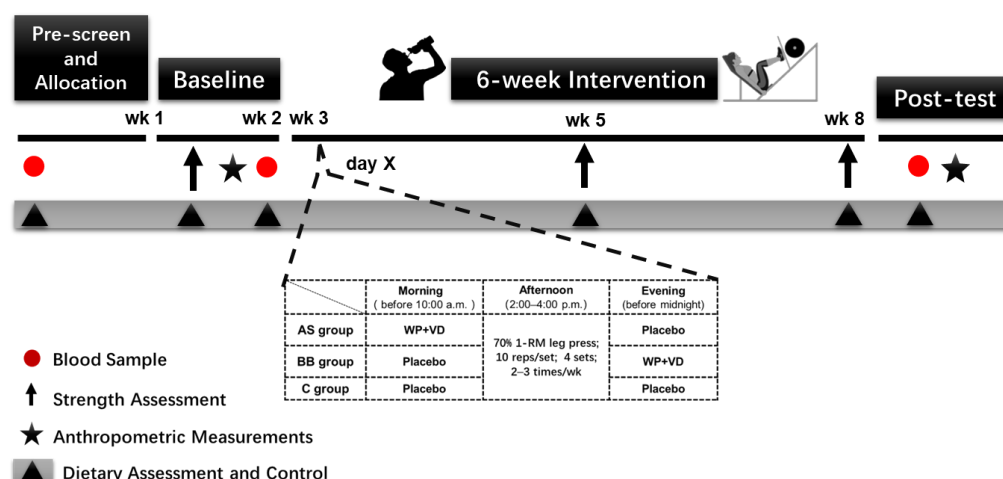 Pre-screen
and
Allocation
Baseline
6-week Intervention
Post-test
wk 1
wk 2
wk 3
wk 5
wk 8
day X
Morning
( before 10:00 a.m. )
Afternoon
(2:00–4:00 p.m.)
Evening
(before midnight)
AS group
WP+VD
70% 1-RM leg press;
10 reps/set; 4 sets;
2–3 times/wk
Placebo
BB group
Placebo
WP+VD
C group
Placebo
Placebo
Blood Sample
Strength Assessment
Anthropometric Measurements
Dietary Assessment and Control